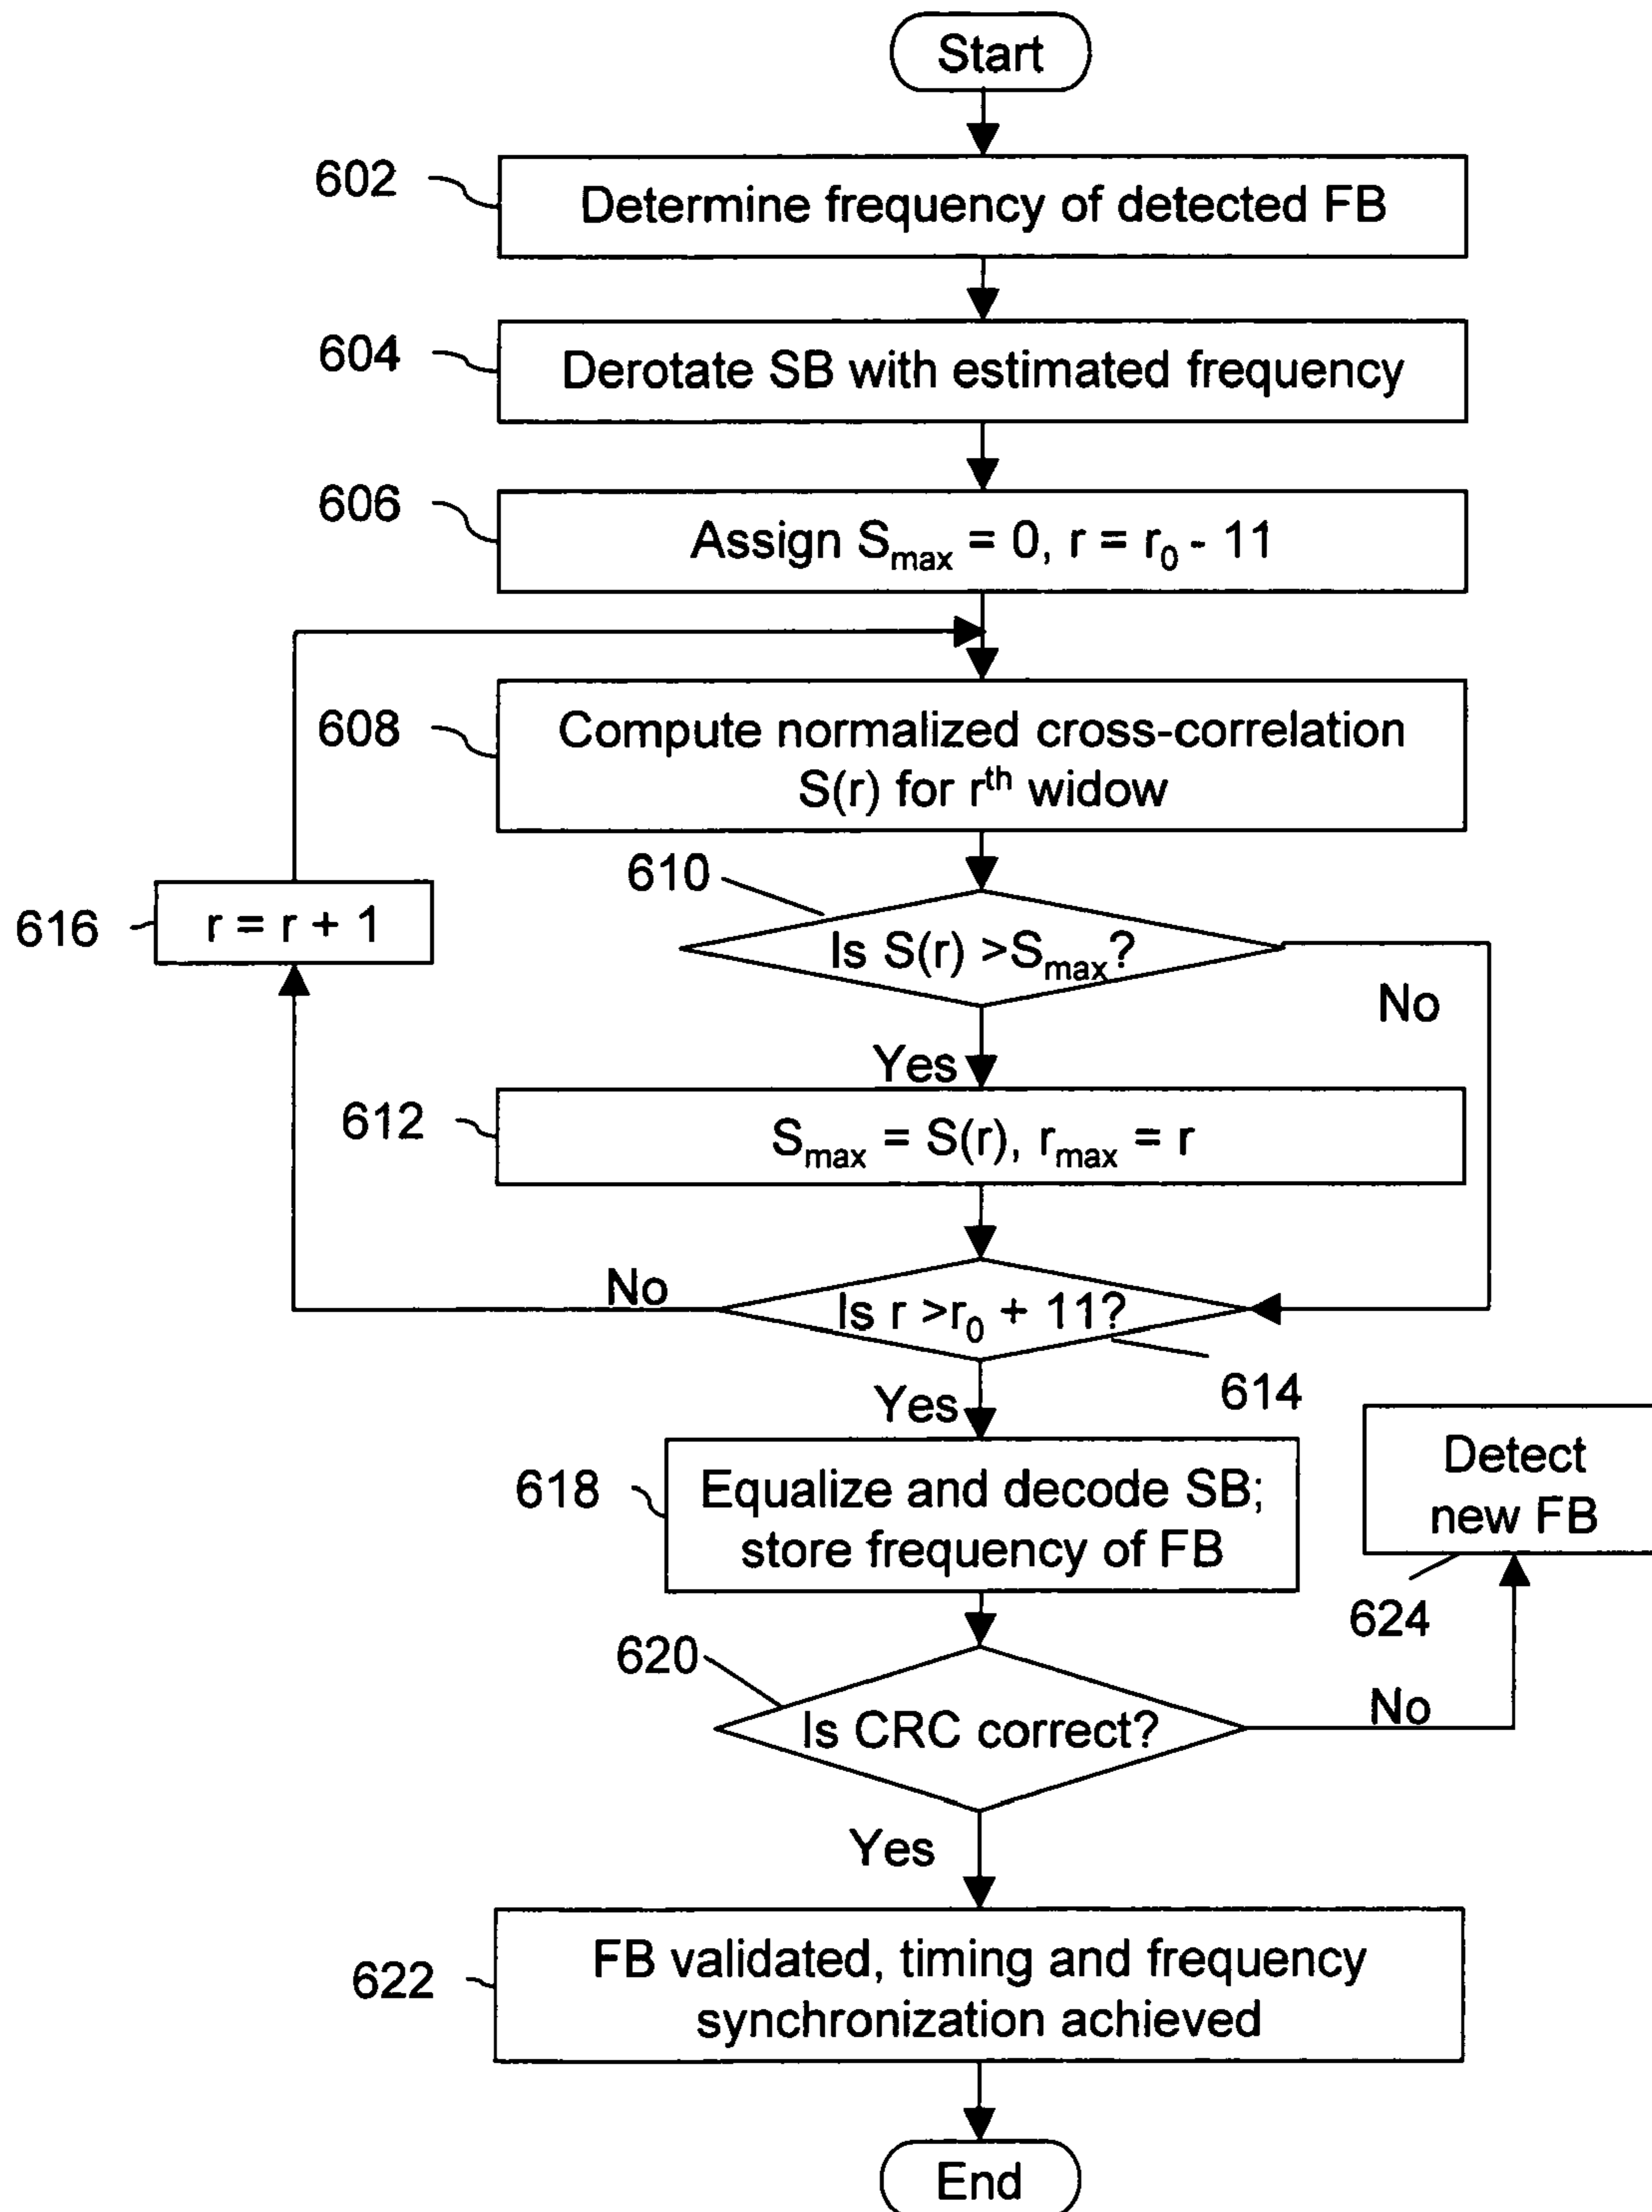 Start
602
Determine frequency of detected FB
604
Derotate SB with estimated frequency
606
Assign Smax = 0, r = r0 - 11
608
Compute normalized cross-correlation
S(r) for rth widow
610
616
r = r + 1
Is S(r) >Smax?
No
Yes
612
Smax = S(r), rmax = r
No
Is r >r0 + 11?
614
Yes
618
Equalize and decode SB;
store frequency of FB
Detect
new FB
624
620
Is CRC correct?
No
Yes
622
FB validated, timing and frequency
synchronization achieved
End